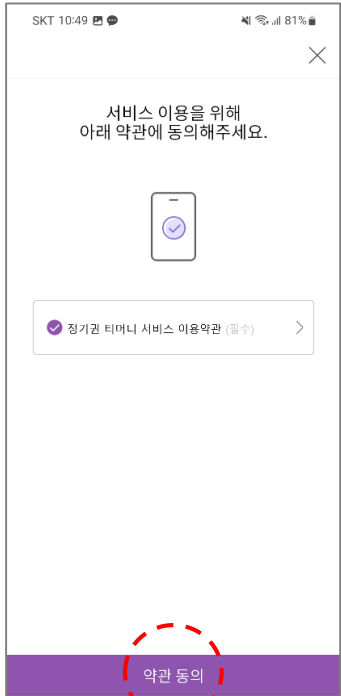 SKT 10:49 81%
서비스 이용을 위해
아래 약관에 동의해주세요.
정기권 티머니 서비스 이용약관 (필수)
약관 동의